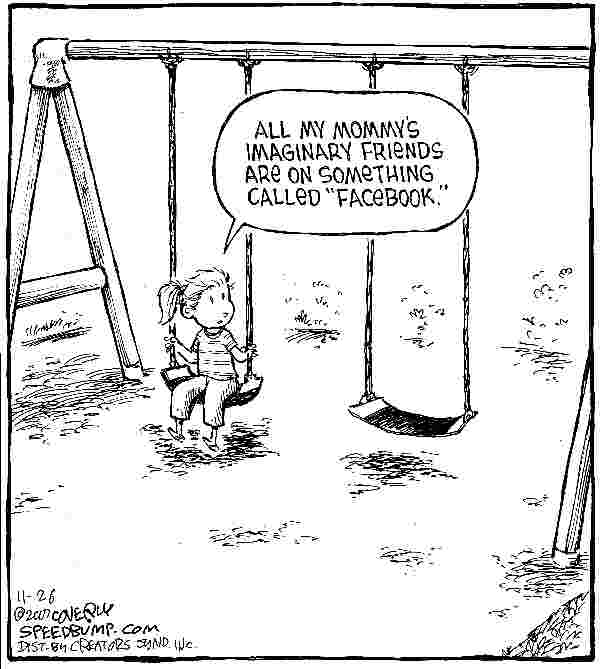 ALL MY MOMMY'S
IMAGINARY FRIENDS
ARE ON SOMETHING
CALLED "FACEBOOK."
11-26
©2007 COVERLY
SPEEDBUMP.COM
DIST. BY CREATORS SYND. INC.